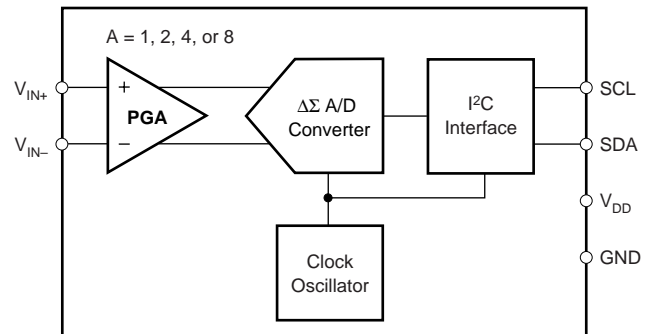 A = 1, 2, 4, or 8
V_IN+
+
PGA
V_IN–
–
ΔΣ A/D
Converter
I²C
Interface
SCL
SDA
V_DD
GND
Clock
Oscillator